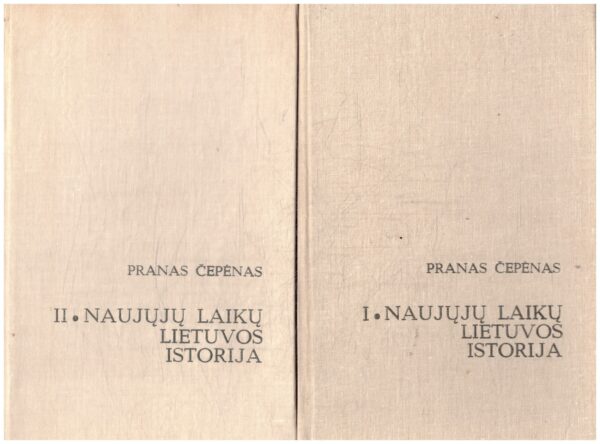 PRANAS ČEPĖNAS
II • NAUJŲJŲ LAIKŲ
LIETUVOS
ISTORIJA
PRANAS ČEPĖNAS
I • NAUJŲJŲ LAIKŲ
LIETUVOS
ISTORIJA